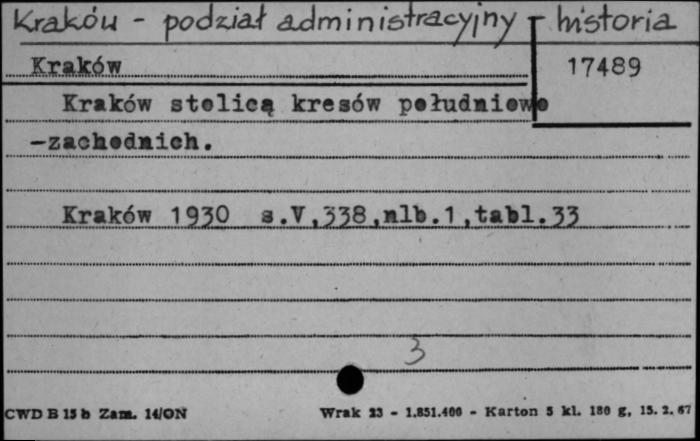 Kraków - podział administracyjny - historia
Kraków 17489
Kraków stolicą kresów południowo
-zachodnich.
Kraków 1930 s.V,338,nlb.1,tabl.33
3
CWD B 15 b Zam. 14/ON Wrak 23 - 1.851.400 - Karton 5 kl. 180 g, 15. 2. 67